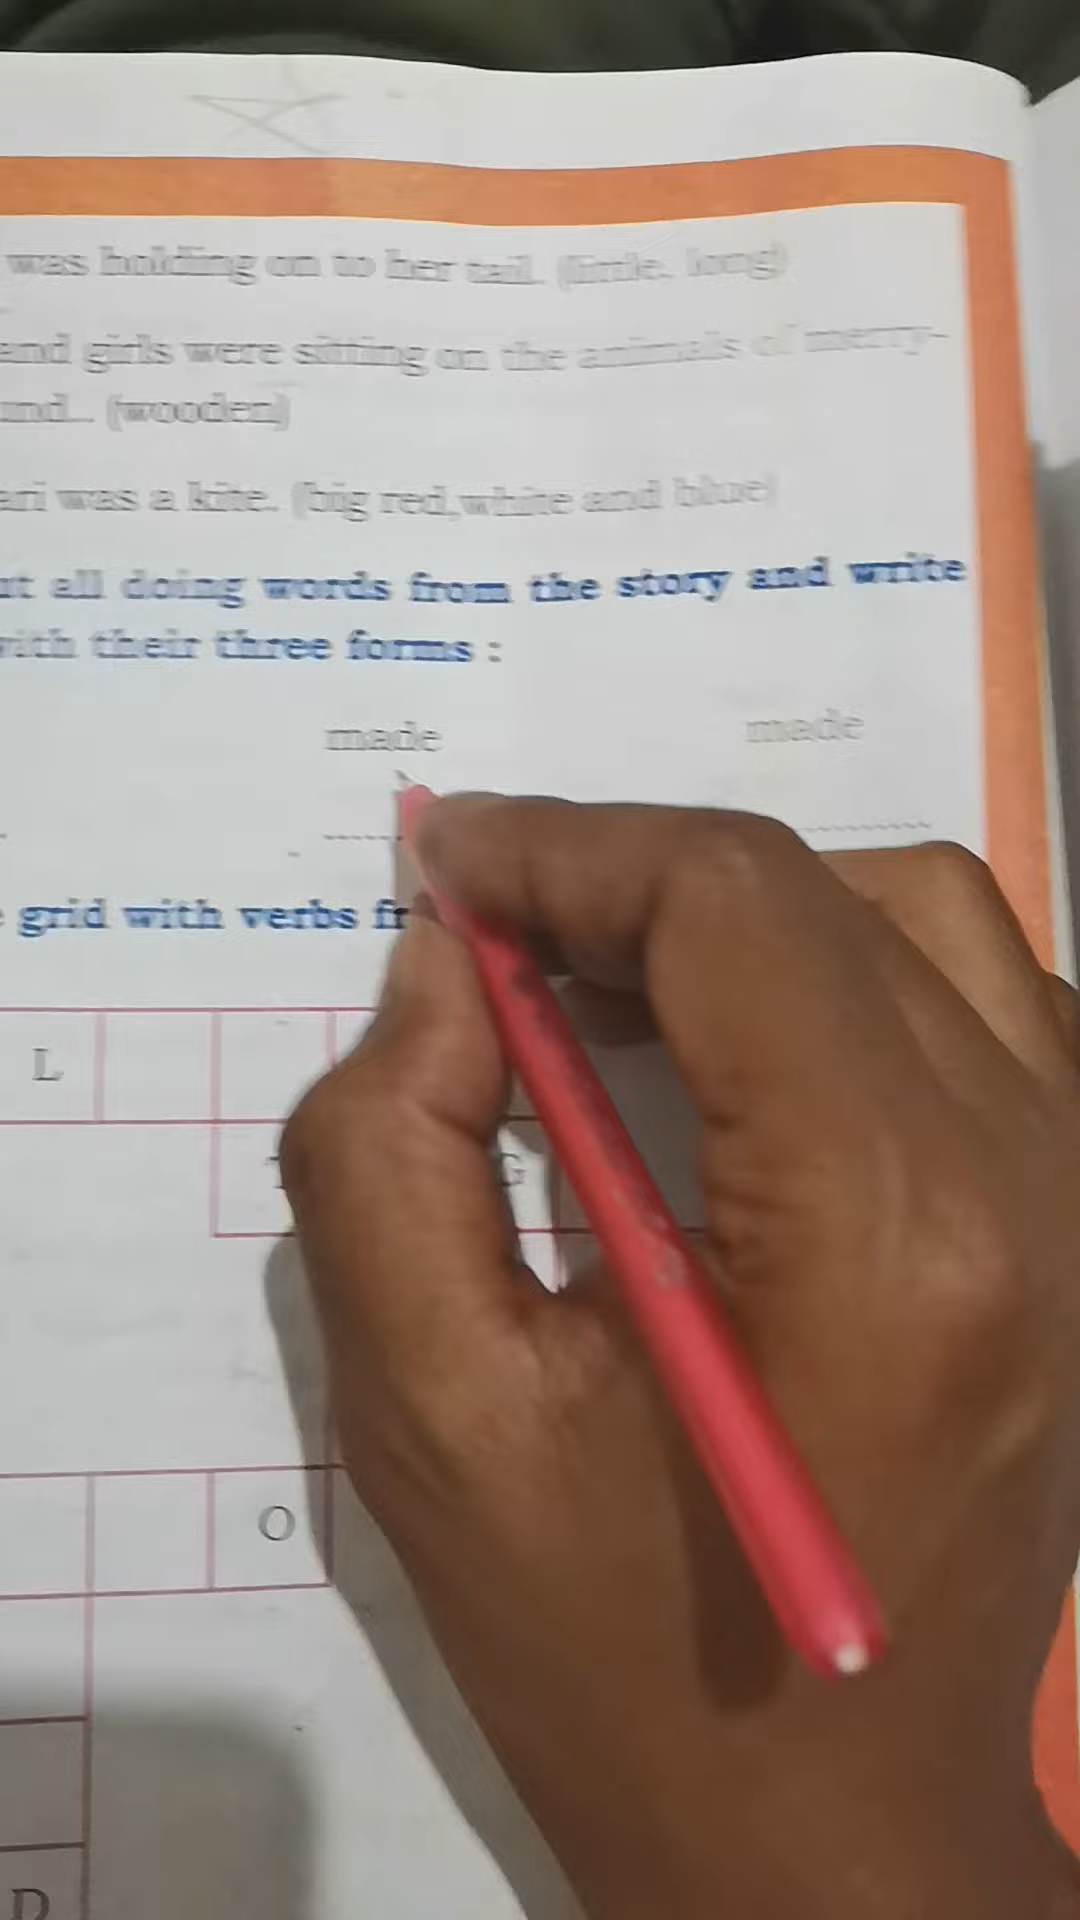 was holding on to her tail. (little, long)
and girls were sitting on the animals of merry-
und.. (wooden)
ari was a kite. (big red,white and blue)
ut all doing words from the story and write
with their three forms :
made made
grid with verbs fr
L
G
O
D